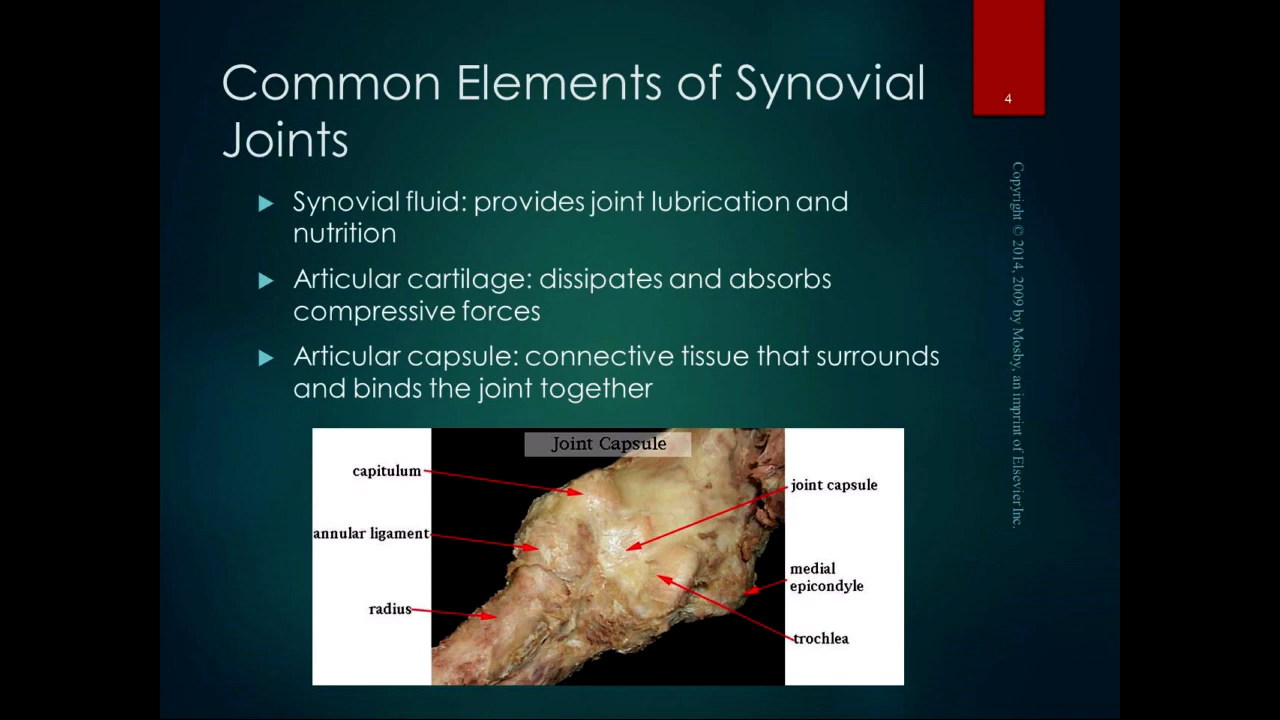 Common Elements of Synovial
Joints
4
Synovial fluid: provides joint lubrication and
nutrition
Articular cartilage: dissipates and absorbs
compressive forces
Articular capsule: connective tissue that surrounds
and binds the joint together
Joint Capsule
capitulum
annular ligament
radius
joint capsule
medial
epicondyle
trochlea
Copyright © 2014, 2009 by Mosby, an imprint of Elsevier Inc.